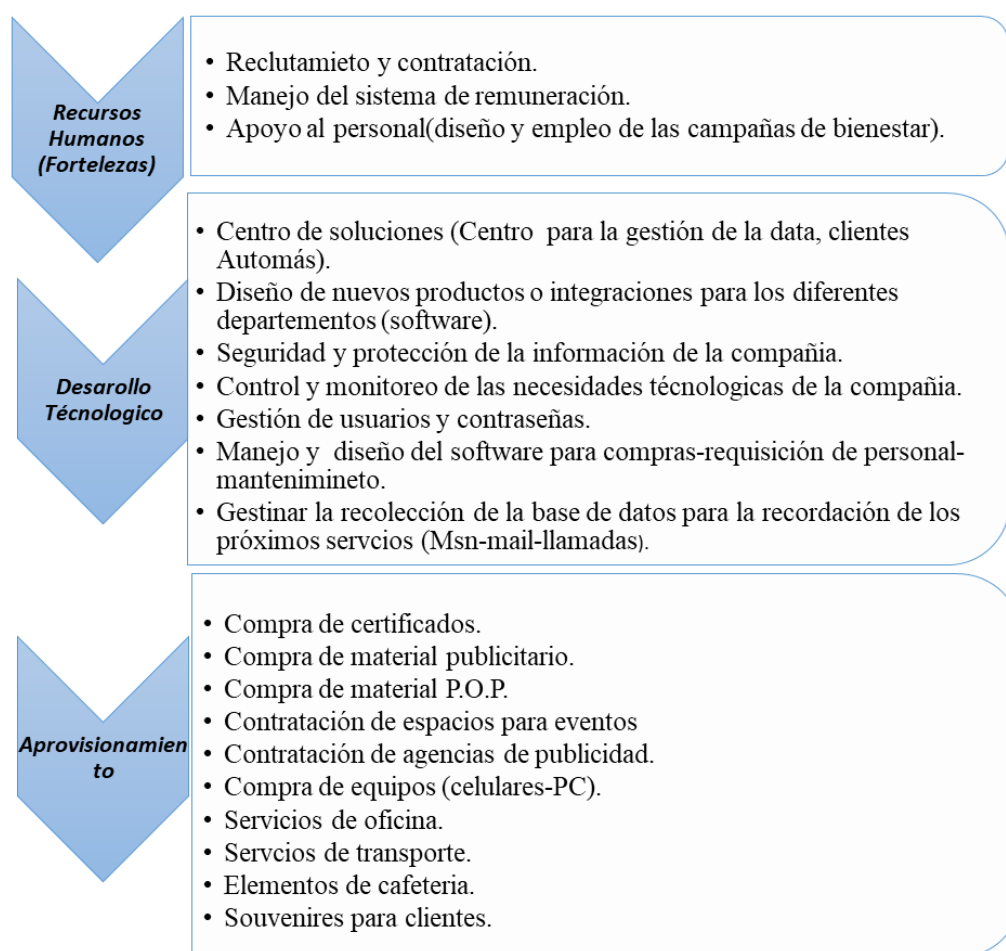 Recursos
Humanos
(Fortelezas)
• Reclutamieto y contratación.
• Manejo del sistema de remuneración.
• Apoyo al personal(diseño y empleo de las campañas de bienestar).
Desarollo
Técnologico
• Centro de soluciones (Centro para la gestión de la data, clientes
Automás).
• Diseño de nuevos productos o integraciones para los diferentes
departementos (software).
• Seguridad y protección de la información de la compañia.
• Control y monitoreo de las necesidades técnologicas de la compañia.
• Gestión de usuarios y contraseñas.
• Manejo y diseño del software para compras-requisición de personal-
mantenimineto.
• Gestinar la recolección de la base de datos para la recordación de los
próximos servcios (Msn-mail-llamadas).
Aprovisionamien
to
• Compra de certificados.
• Compra de material publicitario.
• Compra de material P.O.P.
• Contratación de espacios para eventos
• Contratación de agencias de publicidad.
• Compra de equipos (celulares-PC).
• Servicios de oficina.
• Servcios de transporte.
• Elementos de cafeteria.
• Souvenires para clientes.